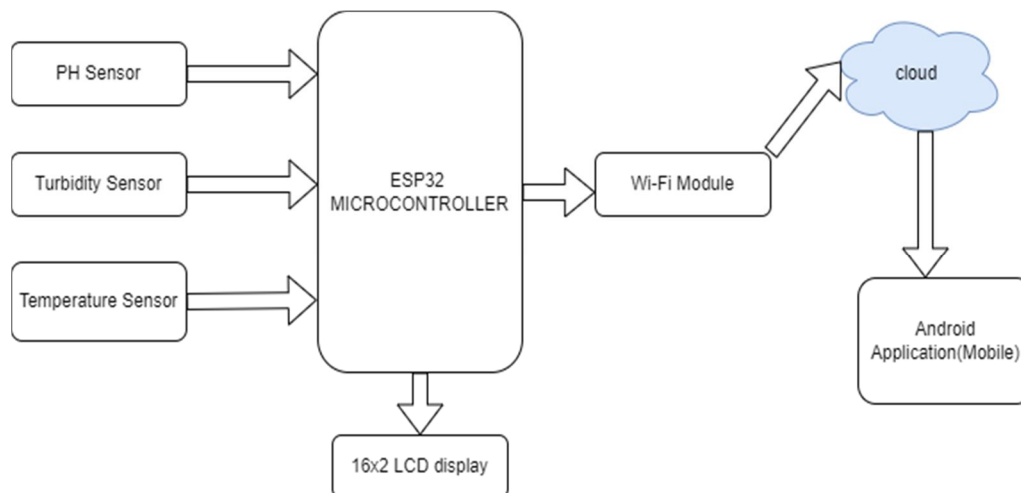 PH Sensor
Turbidity Sensor
Temperature Sensor
ESP32
MICROCONTROLLER
16x2 LCD display
Wi-Fi Module
cloud
Android
Application(Mobile)